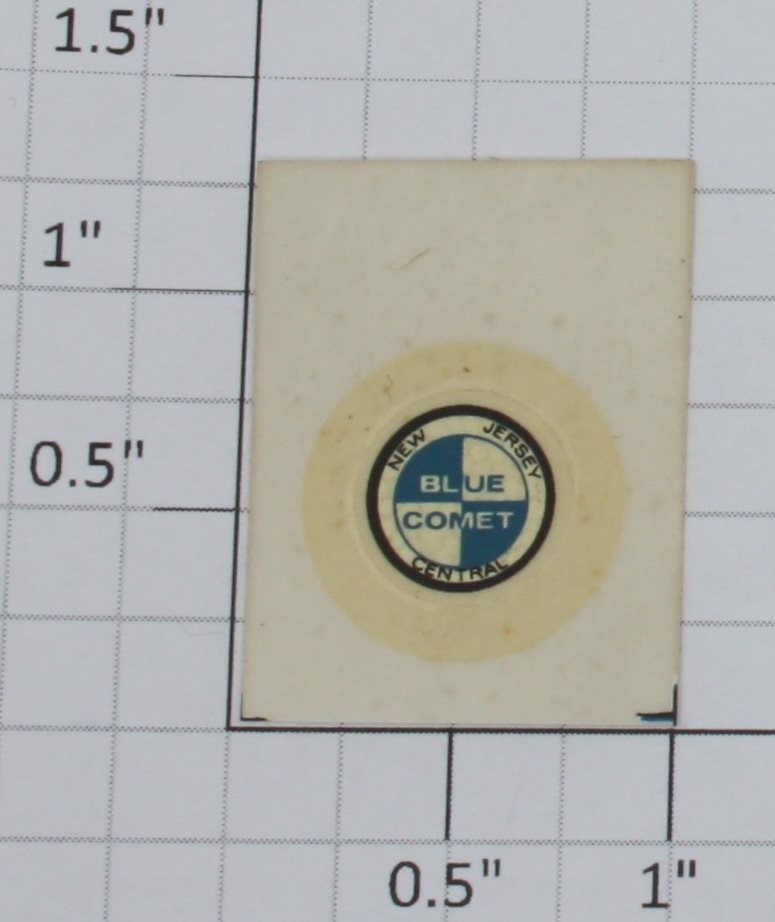 1.5"
1"
0.5"
NEW JERSEY
BLUE
COMET
CENTRAL
0.5" 1"